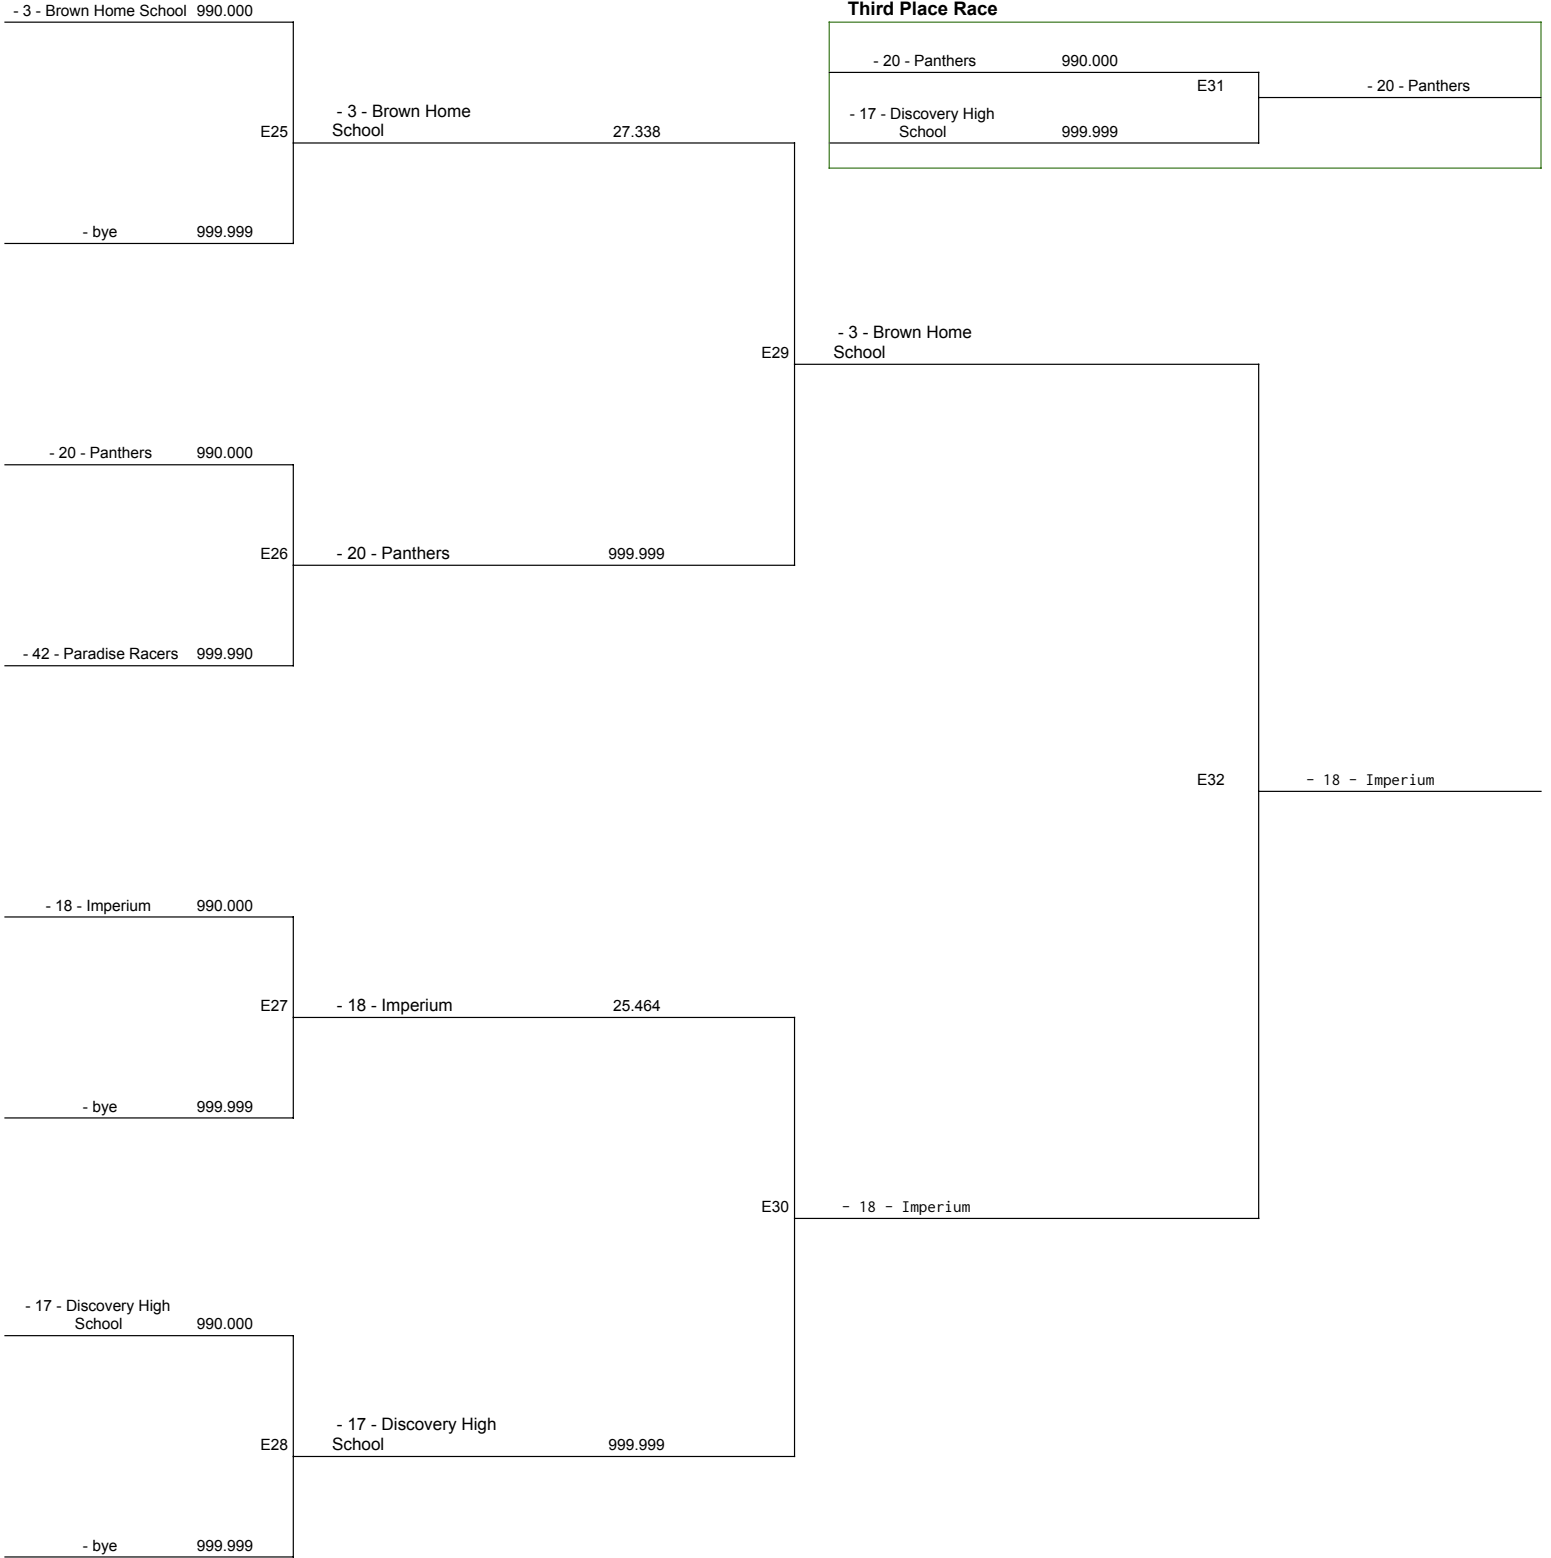 - 3 - Brown Home School 990.000
Third Place Race
- 20 - Panthers 990.000
E31 - 20 - Panthers
- 17 - Discovery High
School 999.999
- 3 - Brown Home
E25 School 27.338
- bye 999.999
- 3 - Brown Home
E29 School
- 20 - Panthers 990.000
E26 - 20 - Panthers 999.999
- 42 - Paradise Racers 999.990
E32 - 18 - Imperium
- 18 - Imperium 990.000
E27 - 18 - Imperium 25.464
- bye 999.999
E30 - 18 - Imperium
- 17 - Discovery High
School 990.000
- 17 - Discovery High
E28 School 999.999
- bye 999.999